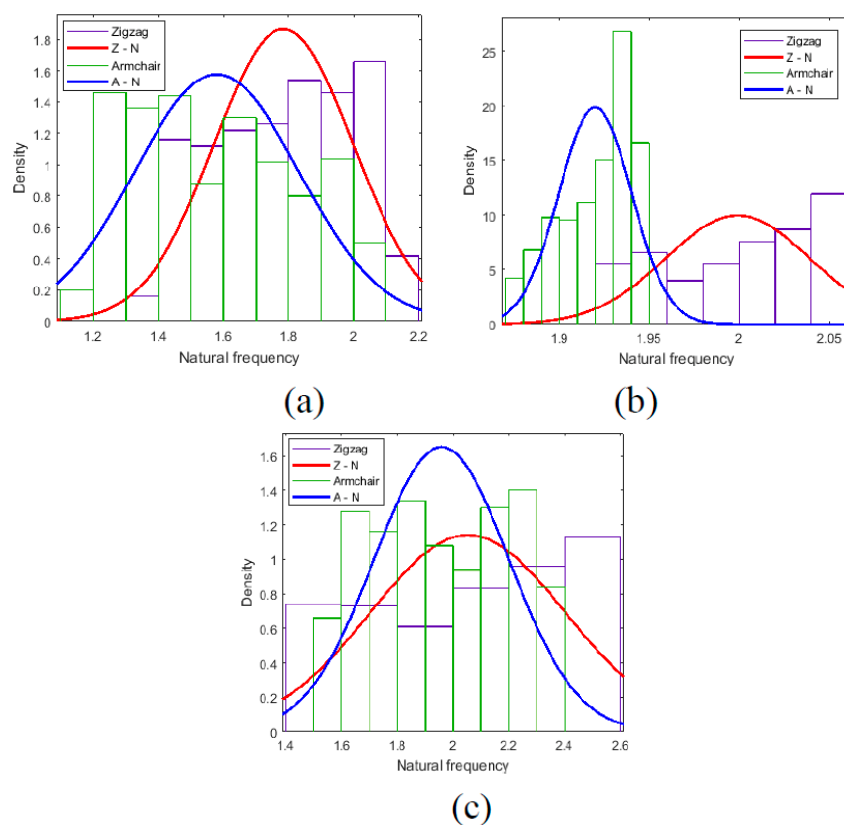 1.8
1.6
1.4
1.2
1
0.8
0.6
0.4
0.2
0
Density
Zigzag
Z - N
Armchair
A - N
1.2 1.4 1.6 1.8 2 2.2
Natural frequency
(a)
25
20
15
10
5
0
Density
Zigzag
Z - N
Armchair
A - N
1.9 1.95 2 2.05
Natural frequency
(b)
1.6
1.4
1.2
1
0.8
0.6
0.4
0.2
0
Density
Zigzag
Z - N
Armchair
A - N
1.4 1.6 1.8 2 2.2 2.4 2.6
Natural frequency
(c)